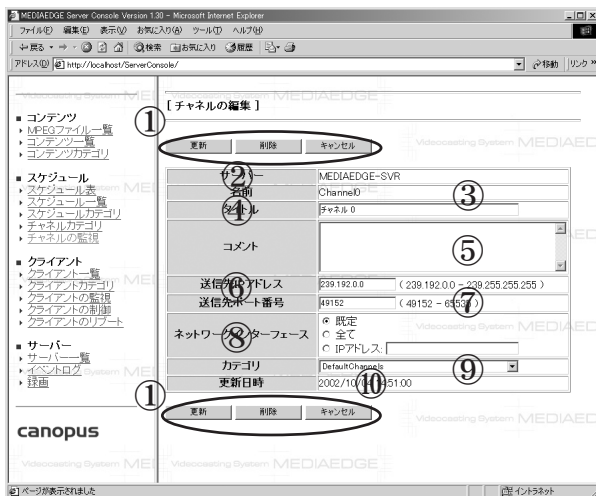 MEDIAEDGE Server Console Version 1.30 - Microsoft Internet Explorer
ファイル(F) 編集(E) 表示(V) お気に入り(A) ツール(T) ヘルプ(H)
戻る 検索 お気に入り 履歴
アドレス(D) http://localhost/ServerConsole/ 移動 リンク »
[ チャネルの編集 ]
① 更新 削除 キャンセル
■ コンテンツ
MPEGファイル一覧
コンテンツ一覧
コンテンツカテゴリ
■ スケジュール
スケジュール表
スケジュール一覧
スケジュールカテゴリ
チャネルカテゴリ
チャネルの監視
■ クライアント
クライアント一覧
クライアントカテゴリ
クライアントの監視
クライアントの制御
クライアントのリブート
■ サーバー
サーバー一覧
イベントログ
録画
canopus
サーバー ② MEDIAEDGE-SVR
名前 Channel0 ③
タイトル ④ チャネル 0
コメント ⑤
送信先IPアドレス ⑥ 239.192.0.0 ( 239.192.0.0 - 239.255.255.255 )
送信先ポート番号 49152 ( 49152 - 65535 ) ⑦
ネットワークインターフェース ⑧ 既定
全て
IPアドレス:
カテゴリ DefaultChannels ⑨
更新日時 2002/10/04 ⑩ 51:00
① 更新 削除 キャンセル
Videocasting System MEDIAEDGE
ページが表示されました イントラネット